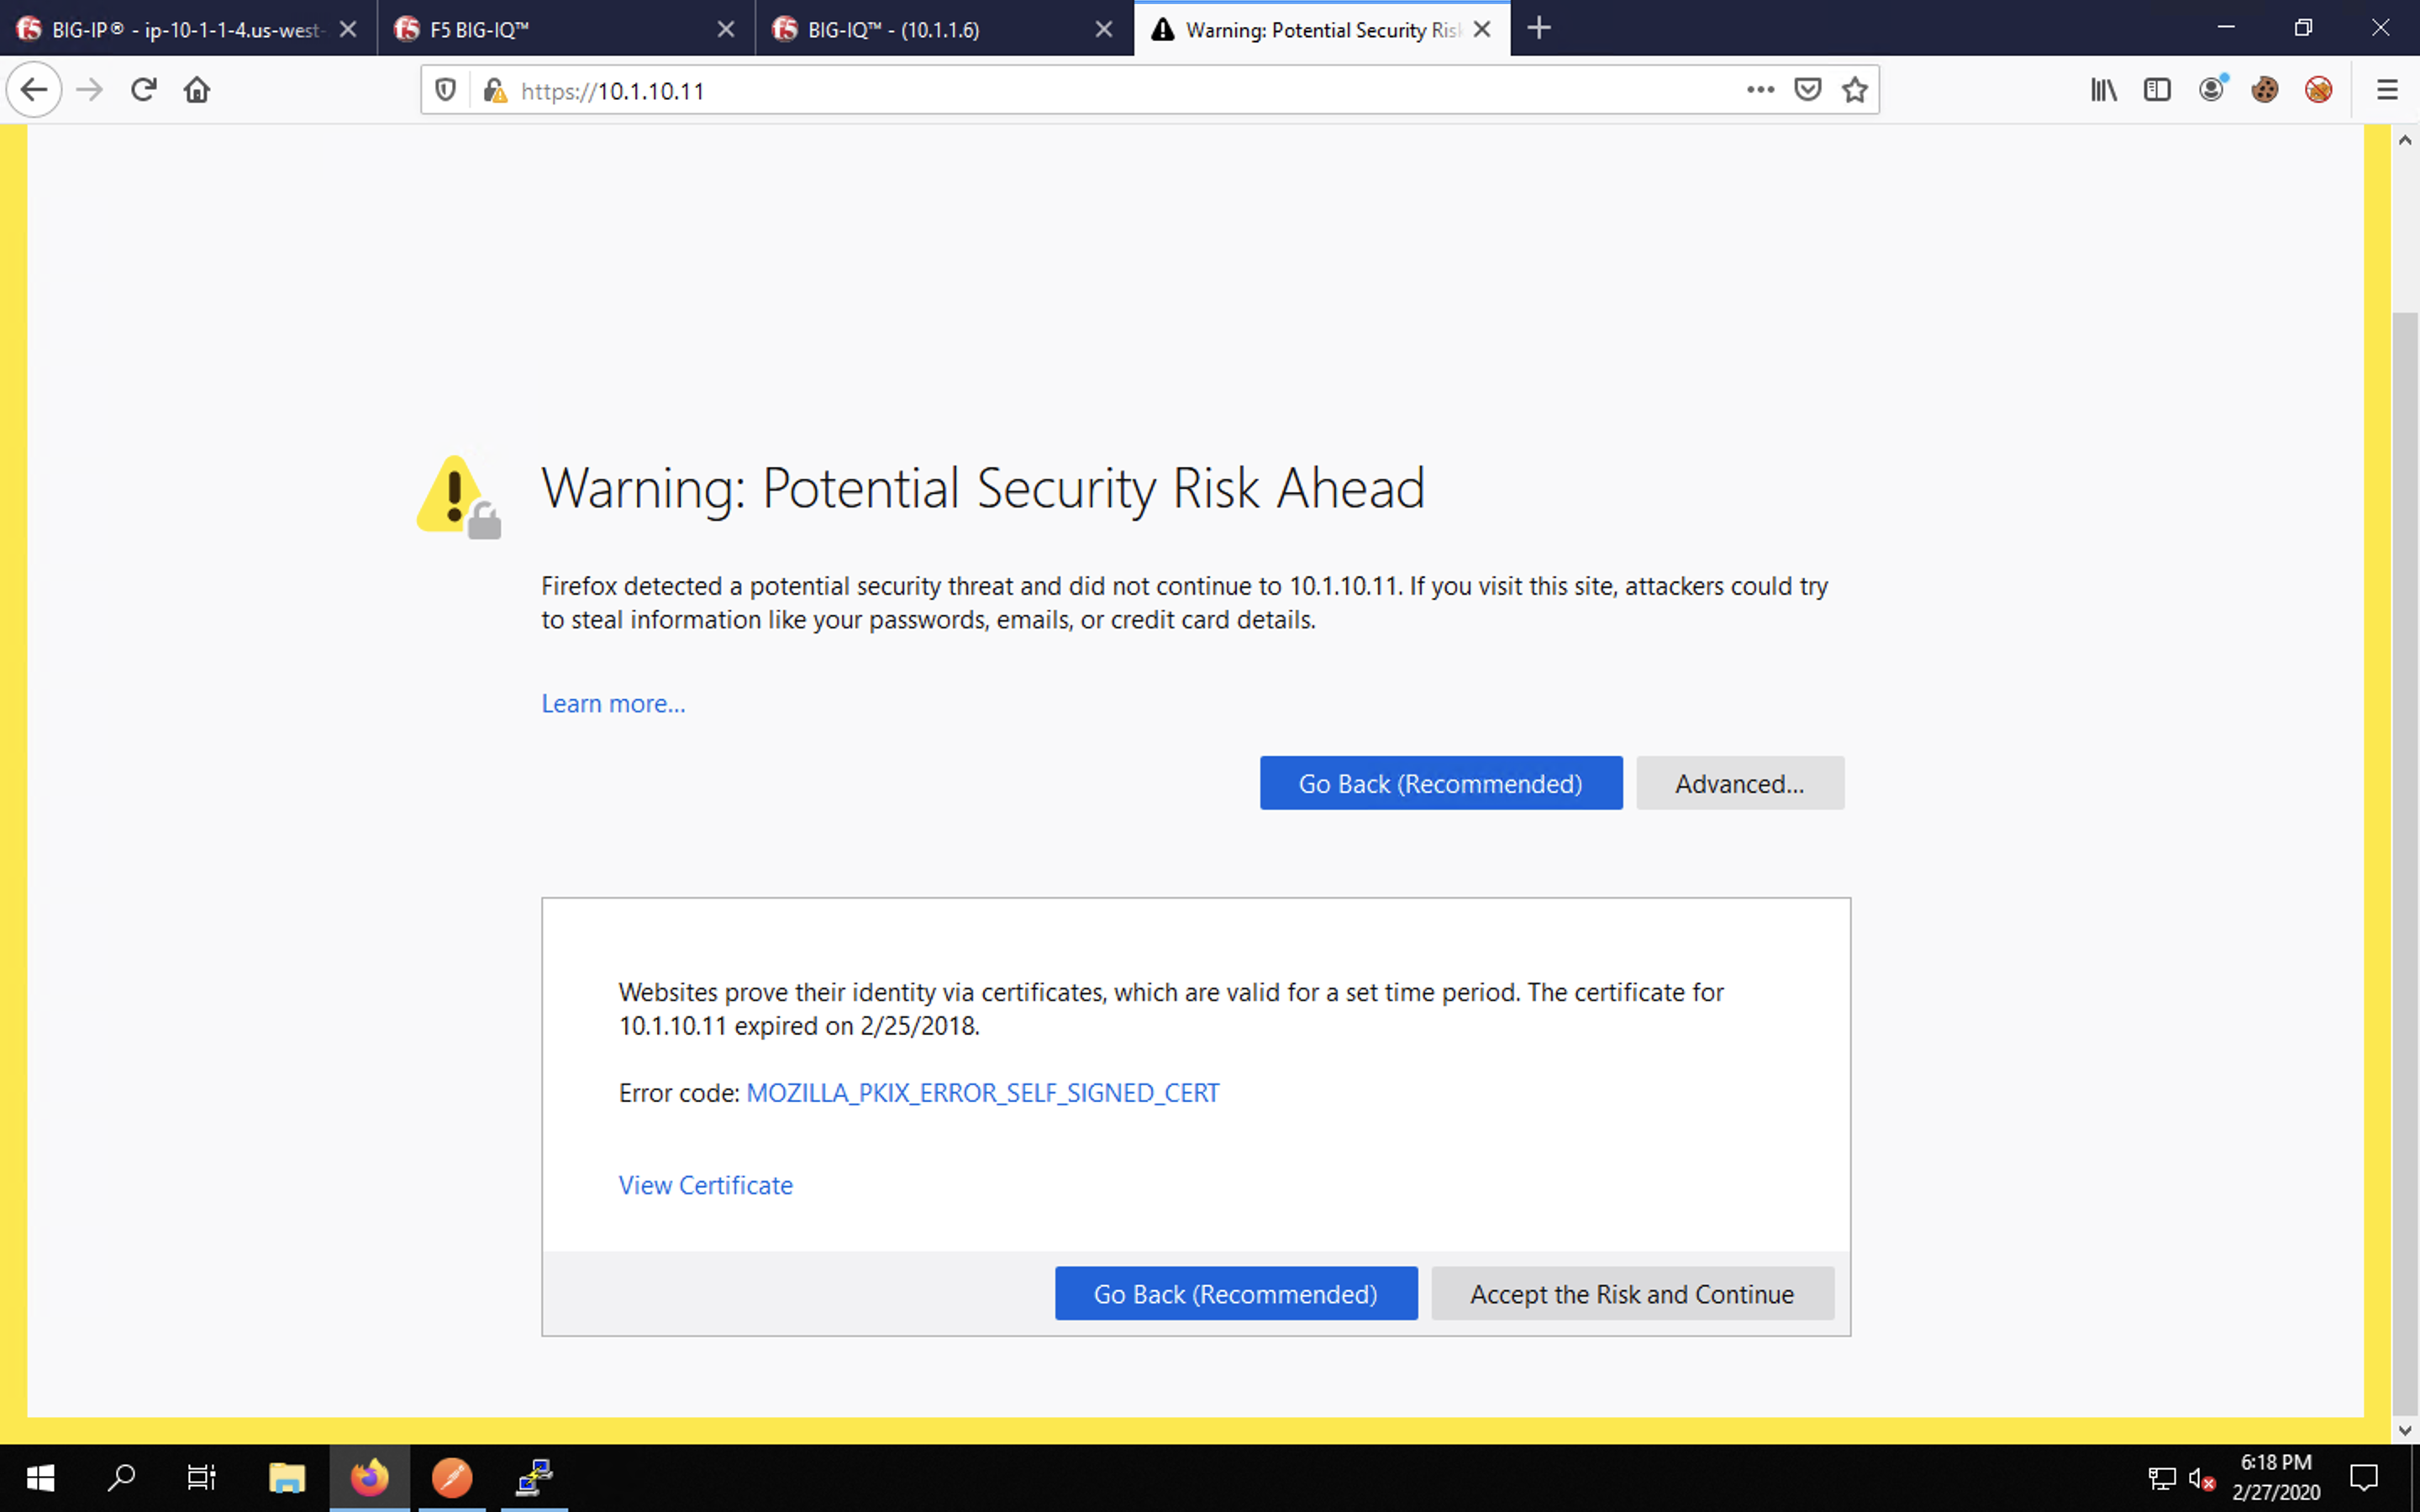 BIG-IP® - ip-10-1-1-4.us-west-
F5 BIG-IQ™
BIG-IQ™ - (10.1.1.6)
Warning: Potential Security Ris
https://10.1.10.11
Warning: Potential Security Risk Ahead
Firefox detected a potential security threat and did not continue to 10.1.10.11. If you visit this site, attackers could try
to steal information like your passwords, emails, or credit card details.
Learn more...
Go Back (Recommended)
Advanced...
Websites prove their identity via certificates, which are valid for a set time period. The certificate for
10.1.10.11 expired on 2/25/2018.
Error code: MOZILLA_PKIX_ERROR_SELF_SIGNED_CERT
View Certificate
Go Back (Recommended)
Accept the Risk and Continue
6:18 PM
2/27/2020